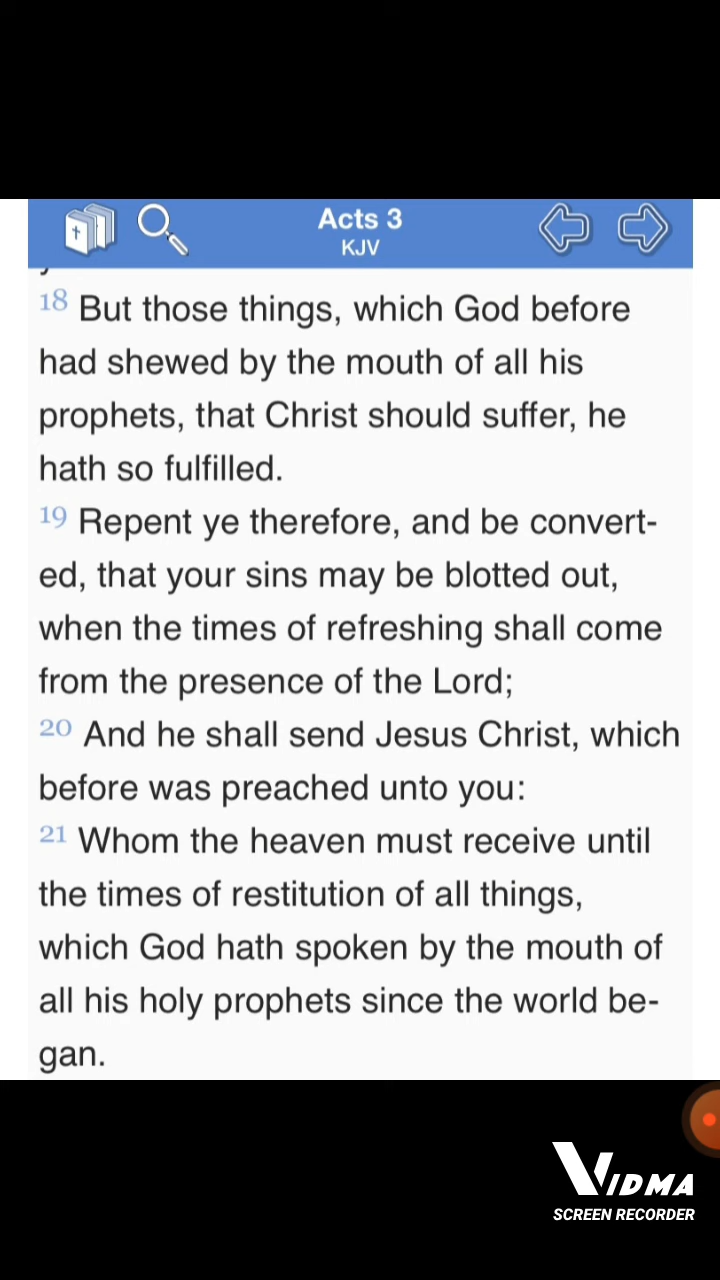 Acts 3
KJV
18 But those things, which God before
had shewed by the mouth of all his
prophets, that Christ should suffer, he
hath so fulfilled.
19 Repent ye therefore, and be convert-
ed, that your sins may be blotted out,
when the times of refreshing shall come
from the presence of the Lord;
20 And he shall send Jesus Christ, which
before was preached unto you:
21 Whom the heaven must receive until
the times of restitution of all things,
which God hath spoken by the mouth of
all his holy prophets since the world be-
gan.
VIDMA
SCREEN RECORDER